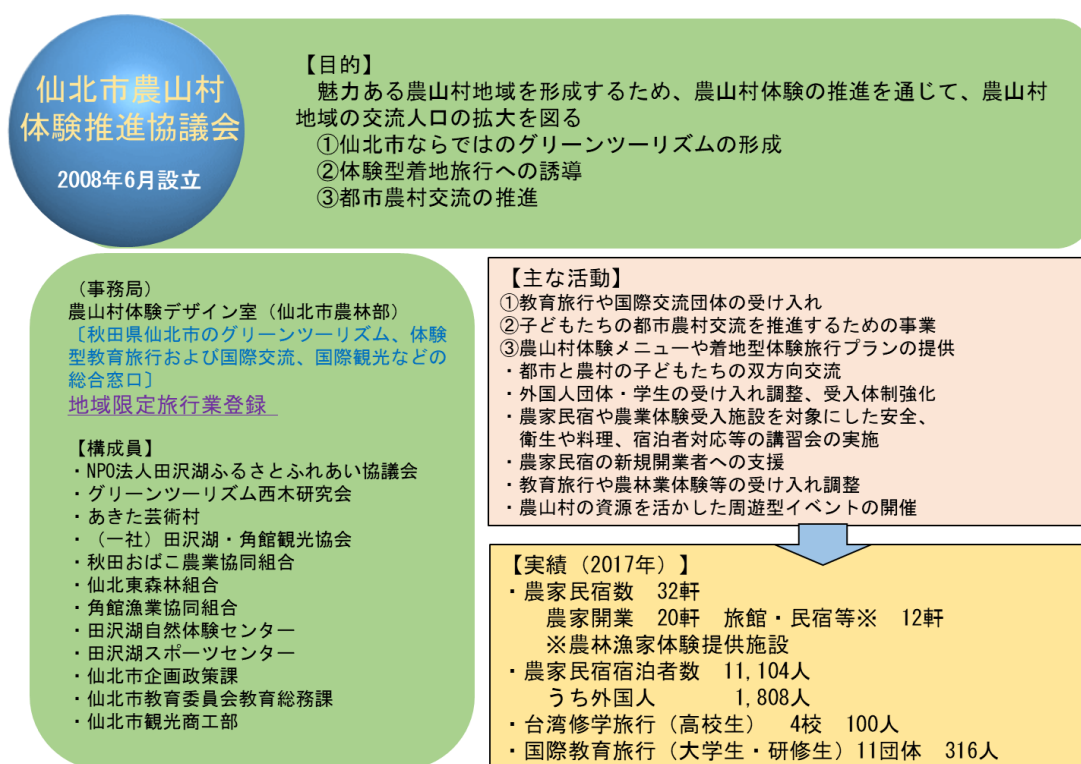 仙北市農山村
体験推進協議会
2008年6月設立
【目的】
魅力ある農山村地域を形成するため、農山村体験の推進を通じて、農山村
地域の交流人口の拡大を図る
①仙北市ならではのグリーンツーリズムの形成
②体験型着地旅行への誘導
③都市農村交流の推進
（事務局）
農山村体験デザイン室（仙北市農林部）
〔秋田県仙北市のグリーンツーリズム、体験
型教育旅行および国際交流、国際観光などの
総合窓口〕
地域限定旅行業登録
【構成員】
・NPO法人田沢湖ふるさとふれあい協議会
・グリーンツーリズム西木研究会
・あきた芸術村
・（一社）田沢湖・角館観光協会
・秋田おばこ農業協同組合
・仙北東森林組合
・角館漁業協同組合
・田沢湖自然体験センター
・田沢湖スポーツセンター
・仙北市企画政策課
・仙北市教育委員会教育総務課
・仙北市観光商工部
【主な活動】
①教育旅行や国際交流団体の受け入れ
②子どもたちの都市農村交流を推進するための事業
③農山村体験メニューや着地型体験旅行プランの提供
・都市と農村の子どもたちの双方向交流
・外国人団体・学生の受け入れ調整、受入体制強化
・農家民宿や農業体験受入施設を対象にした安全、
衛生や料理、宿泊者対応等の講習会の実施
・農家民宿の新規開業者への支援
・教育旅行や農林業体験等の受け入れ調整
・農山村の資源を活かした周遊型イベントの開催
【実績（2017年）】
・農家民宿数　32軒
農家開業　20軒　旅館・民宿等※　12軒
※農林漁家体験提供施設
・農家民宿宿泊者数　11,104人
うち外国人　1,808人
・台湾修学旅行（高校生）　4校　100人
・国際教育旅行（大学生・研修生）11団体　316人